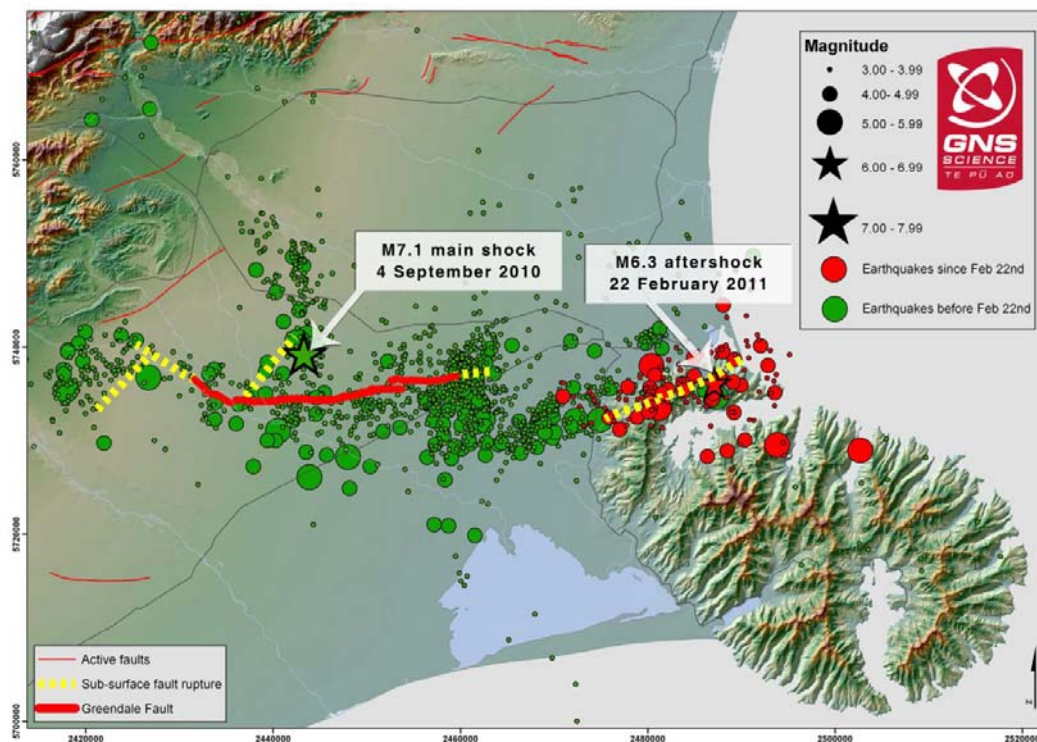 Magnitude
3.00 - 3.99
4.00 - 4.99
5.00 - 5.99
6.00 - 6.99
7.00 - 7.99
Earthquakes since Feb 22nd
Earthquakes before Feb 22nd
GNS
SCIENCE
TE PŪ AO
M7.1 main shock
4 September 2010
M6.3 aftershock
22 February 2011
5760000
5740000
5720000
5700000
Active faults
Sub-surface fault rupture
Greendale Fault
N
2420000
2440000
2460000
2480000
2500000
2520000